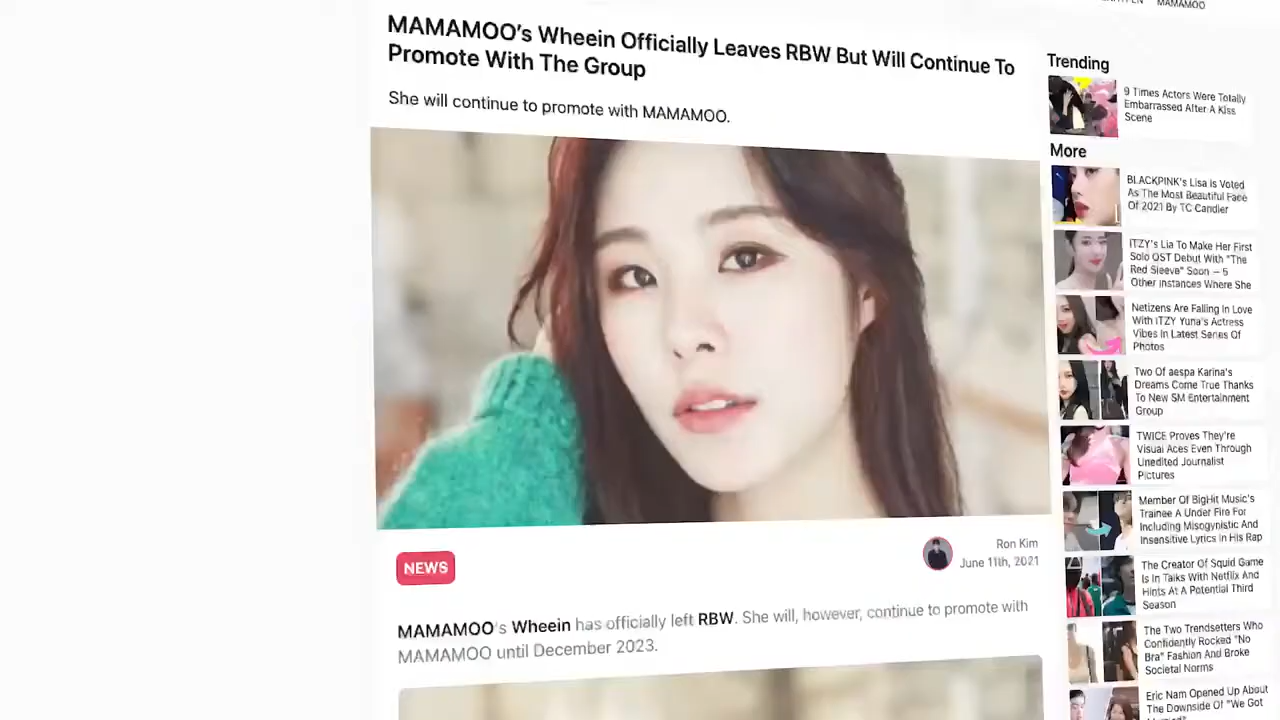 MAMAMOO
MAMAMOO's Wheein Officially Leaves RBW But Will Continue To
Promote With The Group
She will continue to promote with MAMAMOO.
NEWS
Ron Kim
June 11th, 2021
MAMAMOO's Wheein has officially left RBW. She will, however, continue to promote with
MAMAMOO until December 2023.
Trending
9 Times Actors Were Totally
Embarrassed After A Kiss
Scene
More
BLACKPINK's Lisa Is Voted
As The Most Beautiful Face
Of 2021 By TC Candler
ITZY's Lia To Make Her First
Solo OST Debut With "The
Red Sleeve" Soon — 5
Other Instances Where She
Netizens Are Falling In Love
With ITZY Yuna's Actress
Vibes In Latest Series Of
Photos
Two Of aespa Karina's
Dreams Come True Thanks
To New SM Entertainment
Group
TWICE Proves They're
Visual Aces Even Through
Unedited Journalist
Pictures
Member Of BigHit Music's
Trainee A Under Fire For
Including Misogynistic And
Insensitive Lyrics In His Rap
The Creator Of Squid Game
Is In Talks With Netflix And
Hints At A Potential Third
Season
The Two Trendsetters Who
Confidently Rocked "No
Bra" Fashion And Broke
Societal Norms
Eric Nam Opened Up About
The Downside Of "We Got